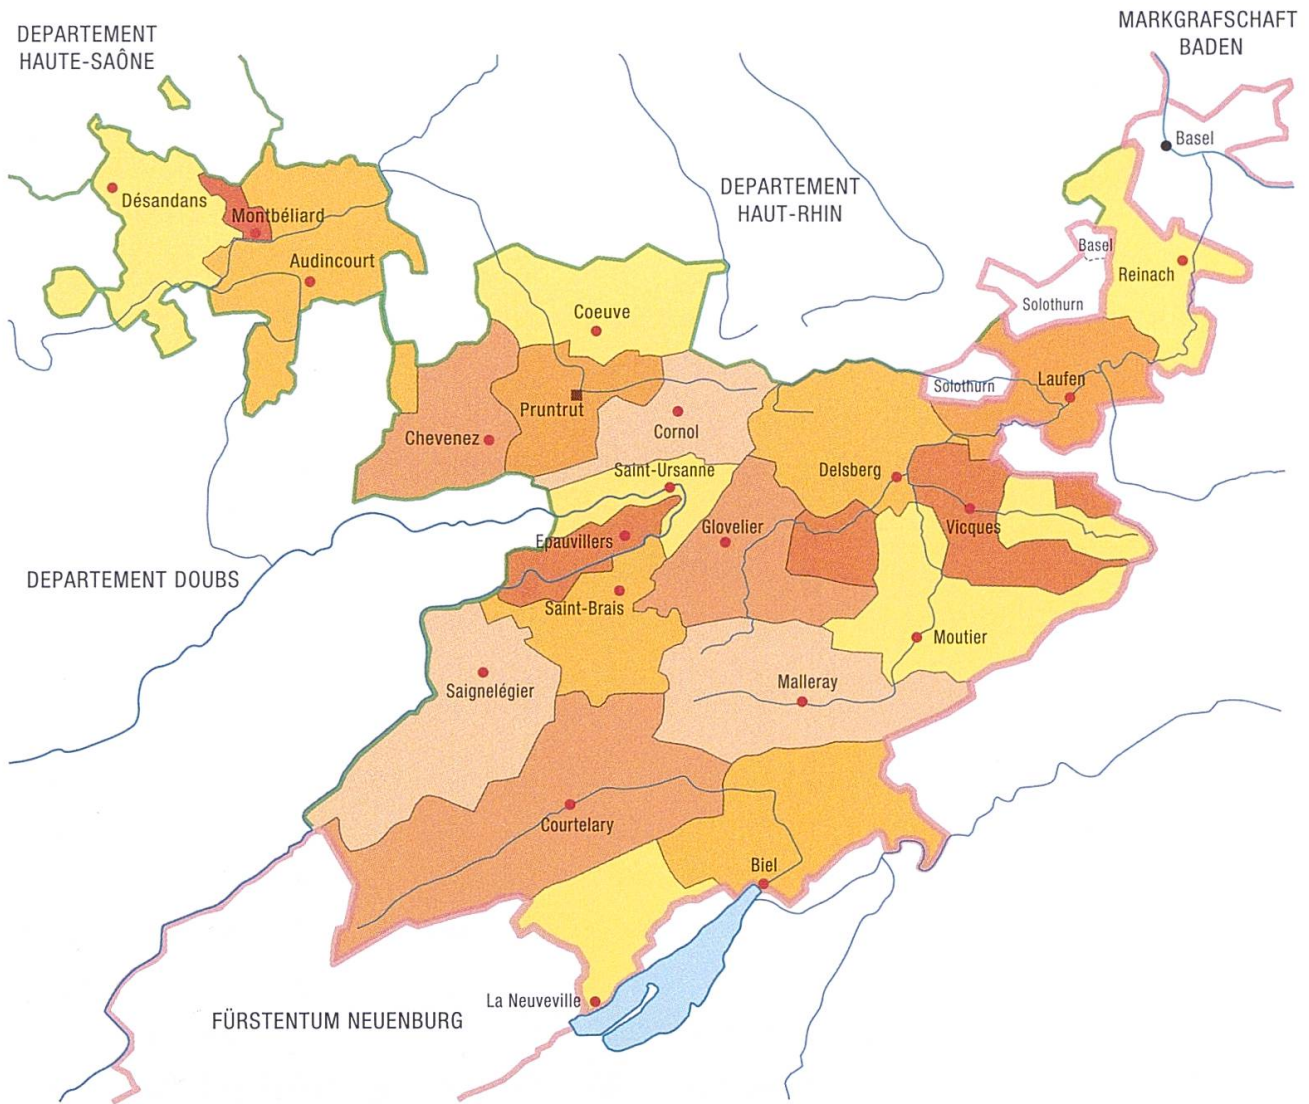 DEPARTEMENT
HAUTE-SAÔNE
MARKGRAFSCHAFT
BADEN
Basel
DEPARTEMENT
HAUT-RHIN
Désandans
Montbéliard
Audincourt
Basel
Reinach
Solothurn
Coeuve
Solothurn
Laufen
Pruntrut
Chevenez
Cornol
Saint-Ursanne
Delsberg
Epauvillers
Glovelier
Vicques
DEPARTEMENT DOUBS
Saint-Brais
Moutier
Saignelégier
Malleray
Courtelary
Biel
La Neuveville
FÜRSTENTUM NEUENBURG